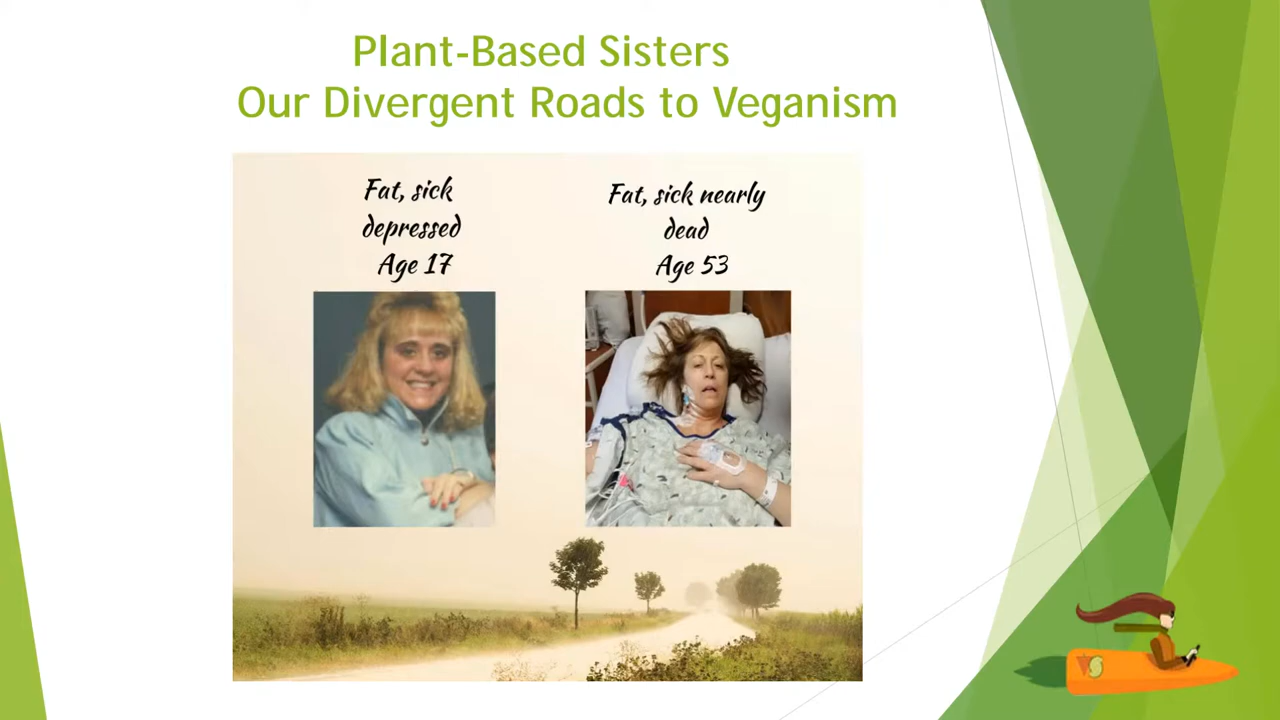 Plant-Based Sisters
Our Divergent Roads to Veganism
Fat, sick
depressed
Age 17
Fat, sick nearly
dead
Age 53
VS